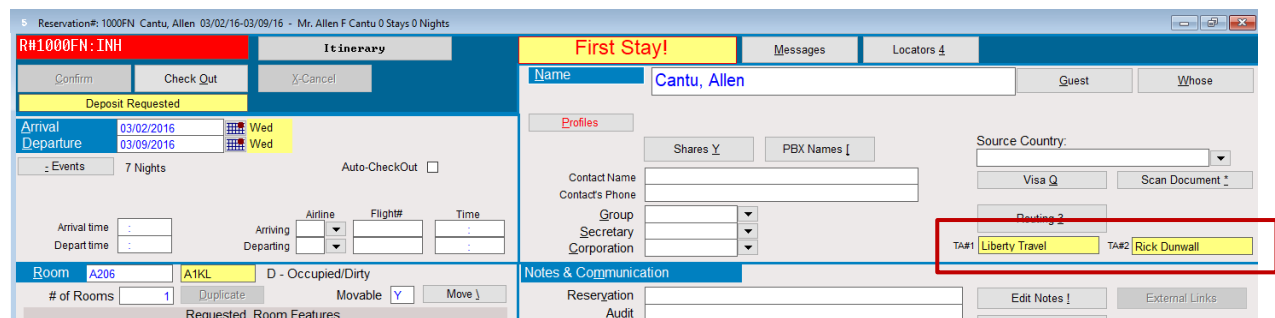 5 Reservation#: 1000FN Cantu, Allen 03/02/16-03/09/16 - Mr. Allen F Cantu 0 Stays 0 Nights
R#1000FN:INH
Itinerary
First Stay!
Messages
Locators 4
Confirm
Check Out
X-Cancel
Name
Cantu, Allen
Guest
Whose
Deposit Requested
Arrival 03/02/2016 Wed
Departure 03/09/2016 Wed
- Events 7 Nights Auto-CheckOut
Profiles
Shares Y
PBX Names [
Source Country:
Contact Name
Visa Q
Scan Document *
Contact's Phone
Airline Flight# Time
Arrival time : Arriving :
Depart time : Departing :
Group
Secretary
Corporation
Routing 3
TA#1 Liberty Travel TA#2 Rick Dunwall
Room A206 A1KL D - Occupied/Dirty
# of Rooms 1 Duplicate Movable Y Move \
Requested Room Features
Notes & Communication
Reservation
Edit Notes !
External Links
Audit